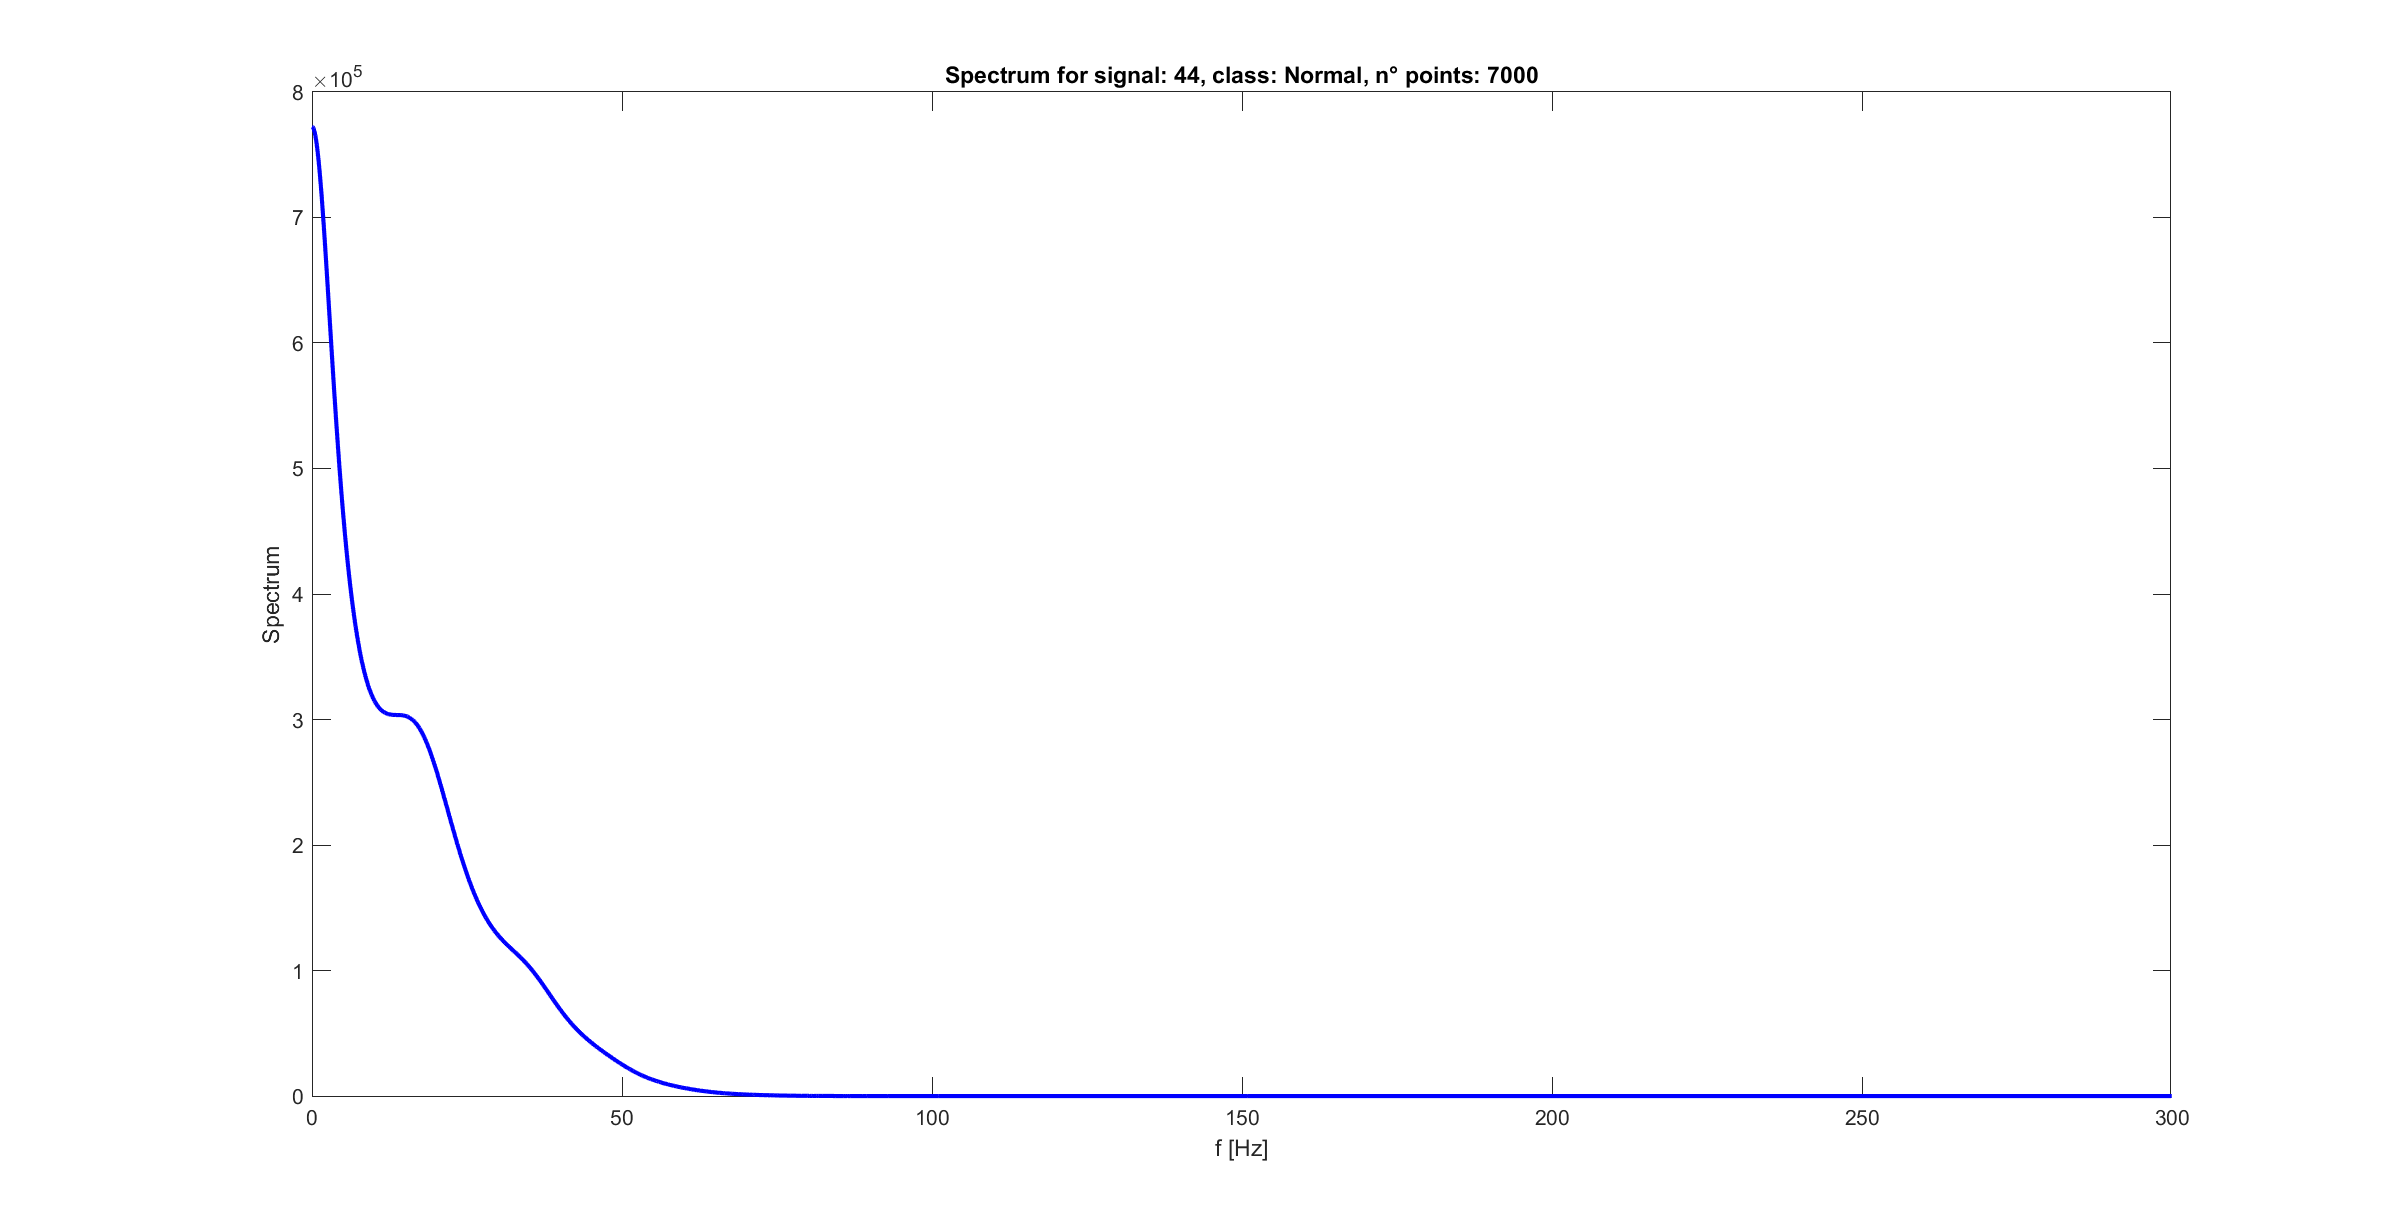 Spectrum for signal: 44, class: Normal, n° points: 7000
×10^5
8
7
6
5
4
3
2
1
0
Spectrum
0 50 100 150 200 250 300
f [Hz]